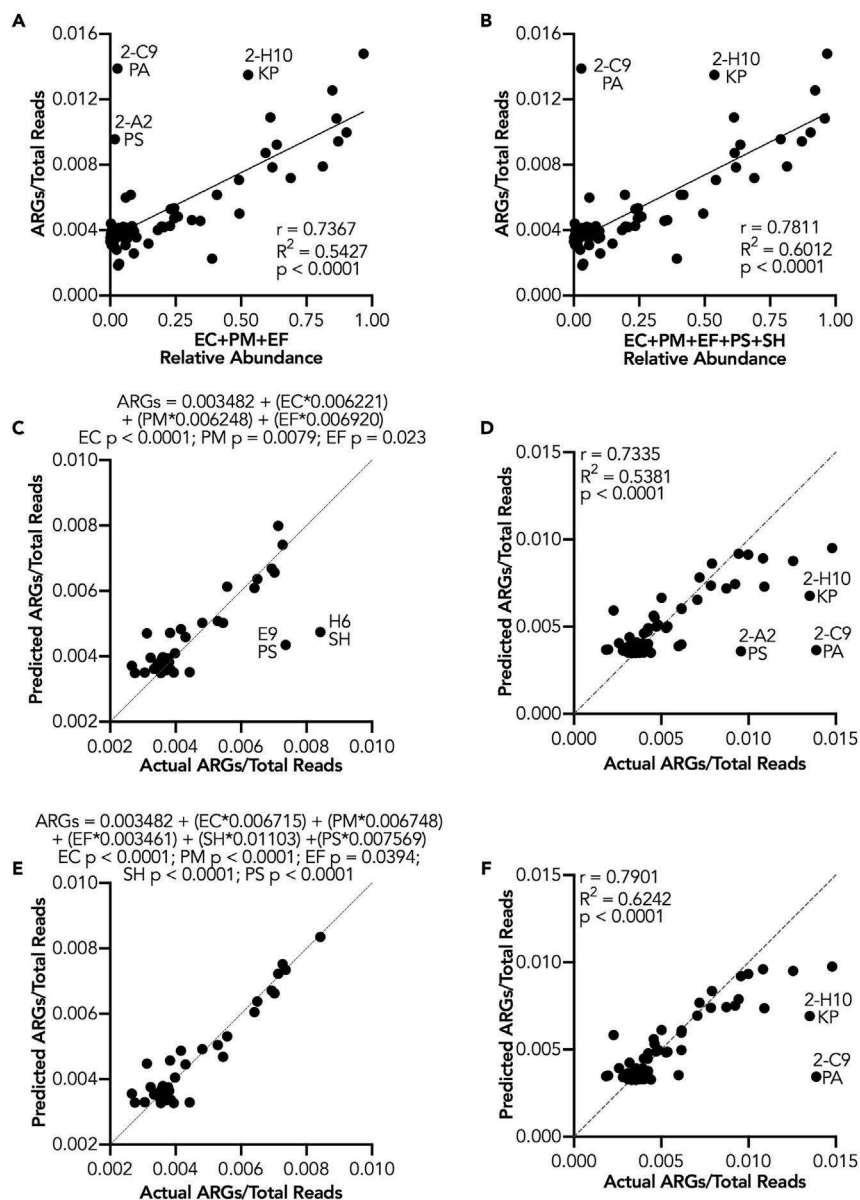 A
0.016
0.012
0.008
0.004
0.000
ARGs/Total Reads
2-C9
PA
2-H10
KP
2-A2
PS
r = 0.7367
R² = 0.5427
p < 0.0001
0.00 0.25 0.50 0.75 1.00
EC+PM+EF
Relative Abundance
B
0.016
0.012
0.008
0.004
0.000
ARGs/Total Reads
2-C9
PA
2-H10
KP
r = 0.7811
R² = 0.6012
p < 0.0001
0.00 0.25 0.50 0.75 1.00
EC+PM+EF+PS+SH
Relative Abundance
C
ARGs = 0.003482 + (EC*0.006221)
+ (PM*0.006248) + (EF*0.006920)
EC p < 0.0001; PM p = 0.0079; EF p = 0.023
0.010
0.008
0.006
0.004
0.002
Predicted ARGs/Total Reads
E9
PS
H6
SH
0.002 0.004 0.006 0.008 0.010
Actual ARGs/Total Reads
D
0.015
0.010
0.005
0.000
Predicted ARGs/Total Reads
r = 0.7335
R² = 0.5381
p < 0.0001
2-H10
KP
2-A2
PS
2-C9
PA
0.000 0.005 0.010 0.015
Actual ARGs/Total Reads
E
ARGs = 0.003482 + (EC*0.006715) + (PM*0.006748)
+ (EF*0.003461) + (SH*0.01103) +(PS*0.007569)
EC p < 0.0001; PM p < 0.0001; EF p = 0.0394;
SH p < 0.0001; PS p < 0.0001
0.010
0.008
0.006
0.004
0.002
Predicted ARGs/Total Reads
0.002 0.004 0.006 0.008 0.010
Actual ARGs/Total Reads
F
0.015
0.010
0.005
0.000
Predicted ARGs/Total Reads
r = 0.7901
R² = 0.6242
p < 0.0001
2-H10
KP
2-C9
PA
0.000 0.005 0.010 0.015
Actual ARGs/Total Reads